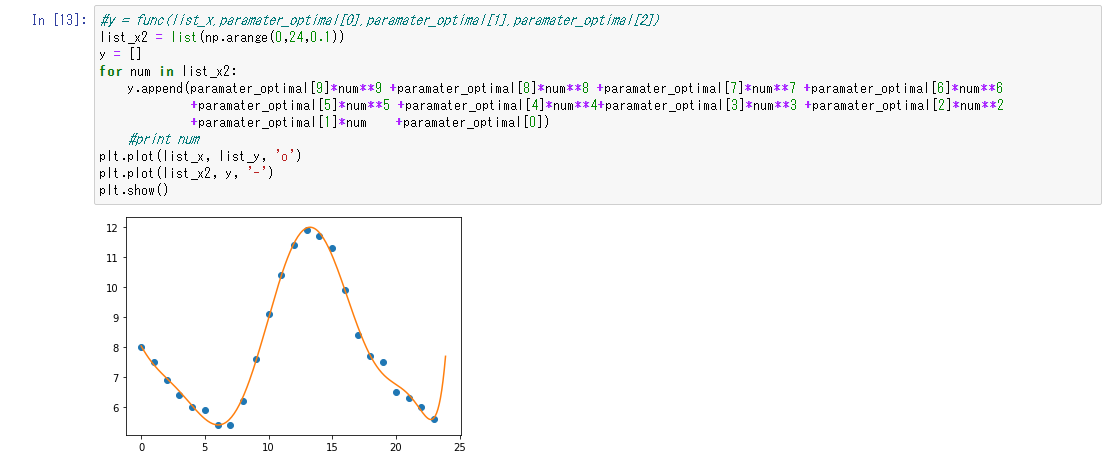 In [13]:
#y = func(list_x,paramater_optimal[0],paramater_optimal[1],paramater_optimal[2])
list_x2 = list(np.arange(0,24,0.1))
y = []
for num in list_x2:
    y.append(paramater_optimal[9]*num**9 +paramater_optimal[8]*num**8 +paramater_optimal[7]*num**7 +paramater_optimal[6]*num**6
             +paramater_optimal[5]*num**5 +paramater_optimal[4]*num**4+paramater_optimal[3]*num**3 +paramater_optimal[2]*num**2
             +paramater_optimal[1]*num    +paramater_optimal[0])
    #print num
plt.plot(list_x, list_y, 'o')
plt.plot(list_x2, y, '-')
plt.show()
12
11
10
9
8
7
6
0 5 10 15 20 25